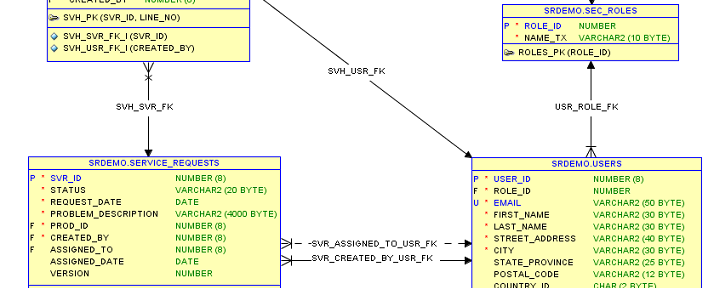 F * CREATED_BY NUMBER (8)
SVH_PK (SVR_ID, LINE_NO)
SVH_SVR_FK_I (SVR_ID)
SVH_USR_FK_I (CREATED_BY)
SRDEMO.SEC_ROLES
P * ROLE_ID NUMBER
* NAME_TX VARCHAR2 (10 BYTE)
ROLES_PK (ROLE_ID)
SVH_USR_FK
SVH_SVR_FK
USR_ROLE_FK
SRDEMO.SERVICE_REQUESTS
P * SVR_ID NUMBER (8)
* STATUS VARCHAR2 (20 BYTE)
* REQUEST_DATE DATE
* PROBLEM_DESCRIPTION VARCHAR2 (4000 BYTE)
F * PROD_ID NUMBER (8)
F * CREATED_BY NUMBER (8)
F ASSIGNED_TO NUMBER (8)
ASSIGNED_DATE DATE
VERSION NUMBER
SVR_ASSIGNED_TO_USR_FK
SVR_CREATED_BY_USR_FK
SRDEMO.USERS
P * USER_ID NUMBER (8)
F * ROLE_ID NUMBER
U * EMAIL VARCHAR2 (50 BYTE)
* FIRST_NAME VARCHAR2 (30 BYTE)
* LAST_NAME VARCHAR2 (30 BYTE)
* STREET_ADDRESS VARCHAR2 (40 BYTE)
* CITY VARCHAR2 (30 BYTE)
STATE_PROVINCE VARCHAR2 (25 BYTE)
POSTAL_CODE VARCHAR2 (12 BYTE)
COUNTRY_ID CHAR (2 BYTE)